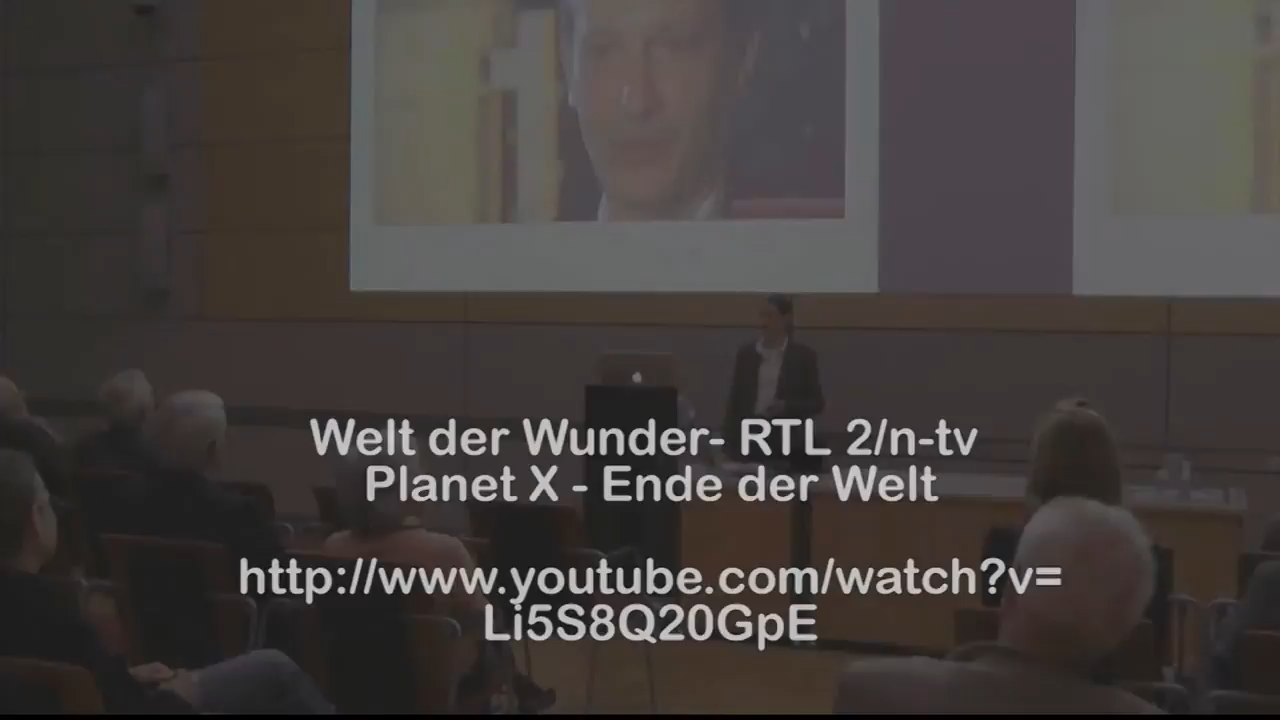 Welt der Wunder- RTL 2/n-tv
Planet X - Ende der Welt
http://www.youtube.com/watch?v=
Li5S8Q20GpE